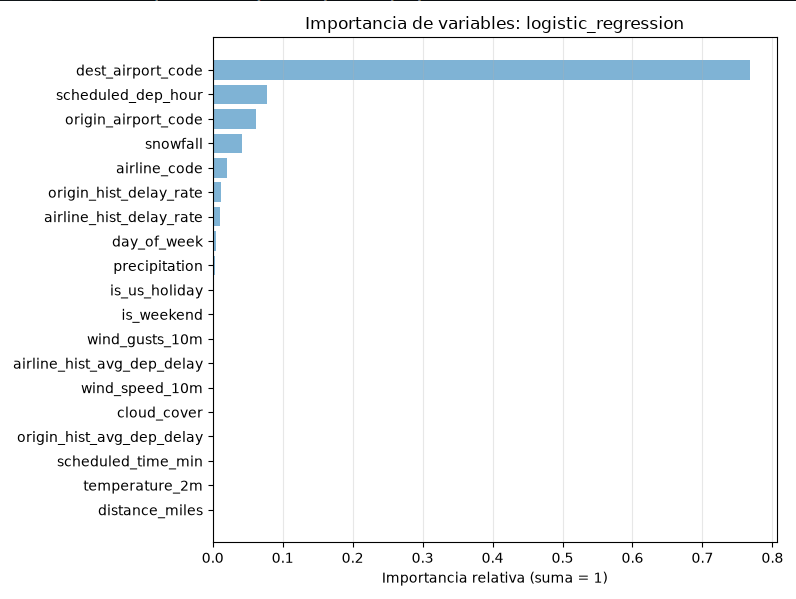 Importancia de variables: logistic_regression
dest_airport_code
scheduled_dep_hour
origin_airport_code
snowfall
airline_code
origin_hist_delay_rate
airline_hist_delay_rate
day_of_week
precipitation
is_us_holiday
is_weekend
wind_gusts_10m
airline_hist_avg_dep_delay
wind_speed_10m
cloud_cover
origin_hist_avg_dep_delay
scheduled_time_min
temperature_2m
distance_miles
0.0 0.1 0.2 0.3 0.4 0.5 0.6 0.7 0.8
Importancia relativa (suma = 1)